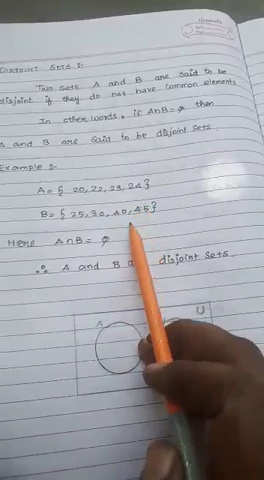 DISJOINT SETS :-
Two sets A and B are said to be
disjoint if they do not have common elements
In other words, if A∩B = φ then
A and B are said to be disjoint sets.
Example :-
A = { 20, 22, 23, 24 }
B = { 25, 30, 40, 45 }
Here A∩B = φ
∴ A and B disjoint sets.
A U